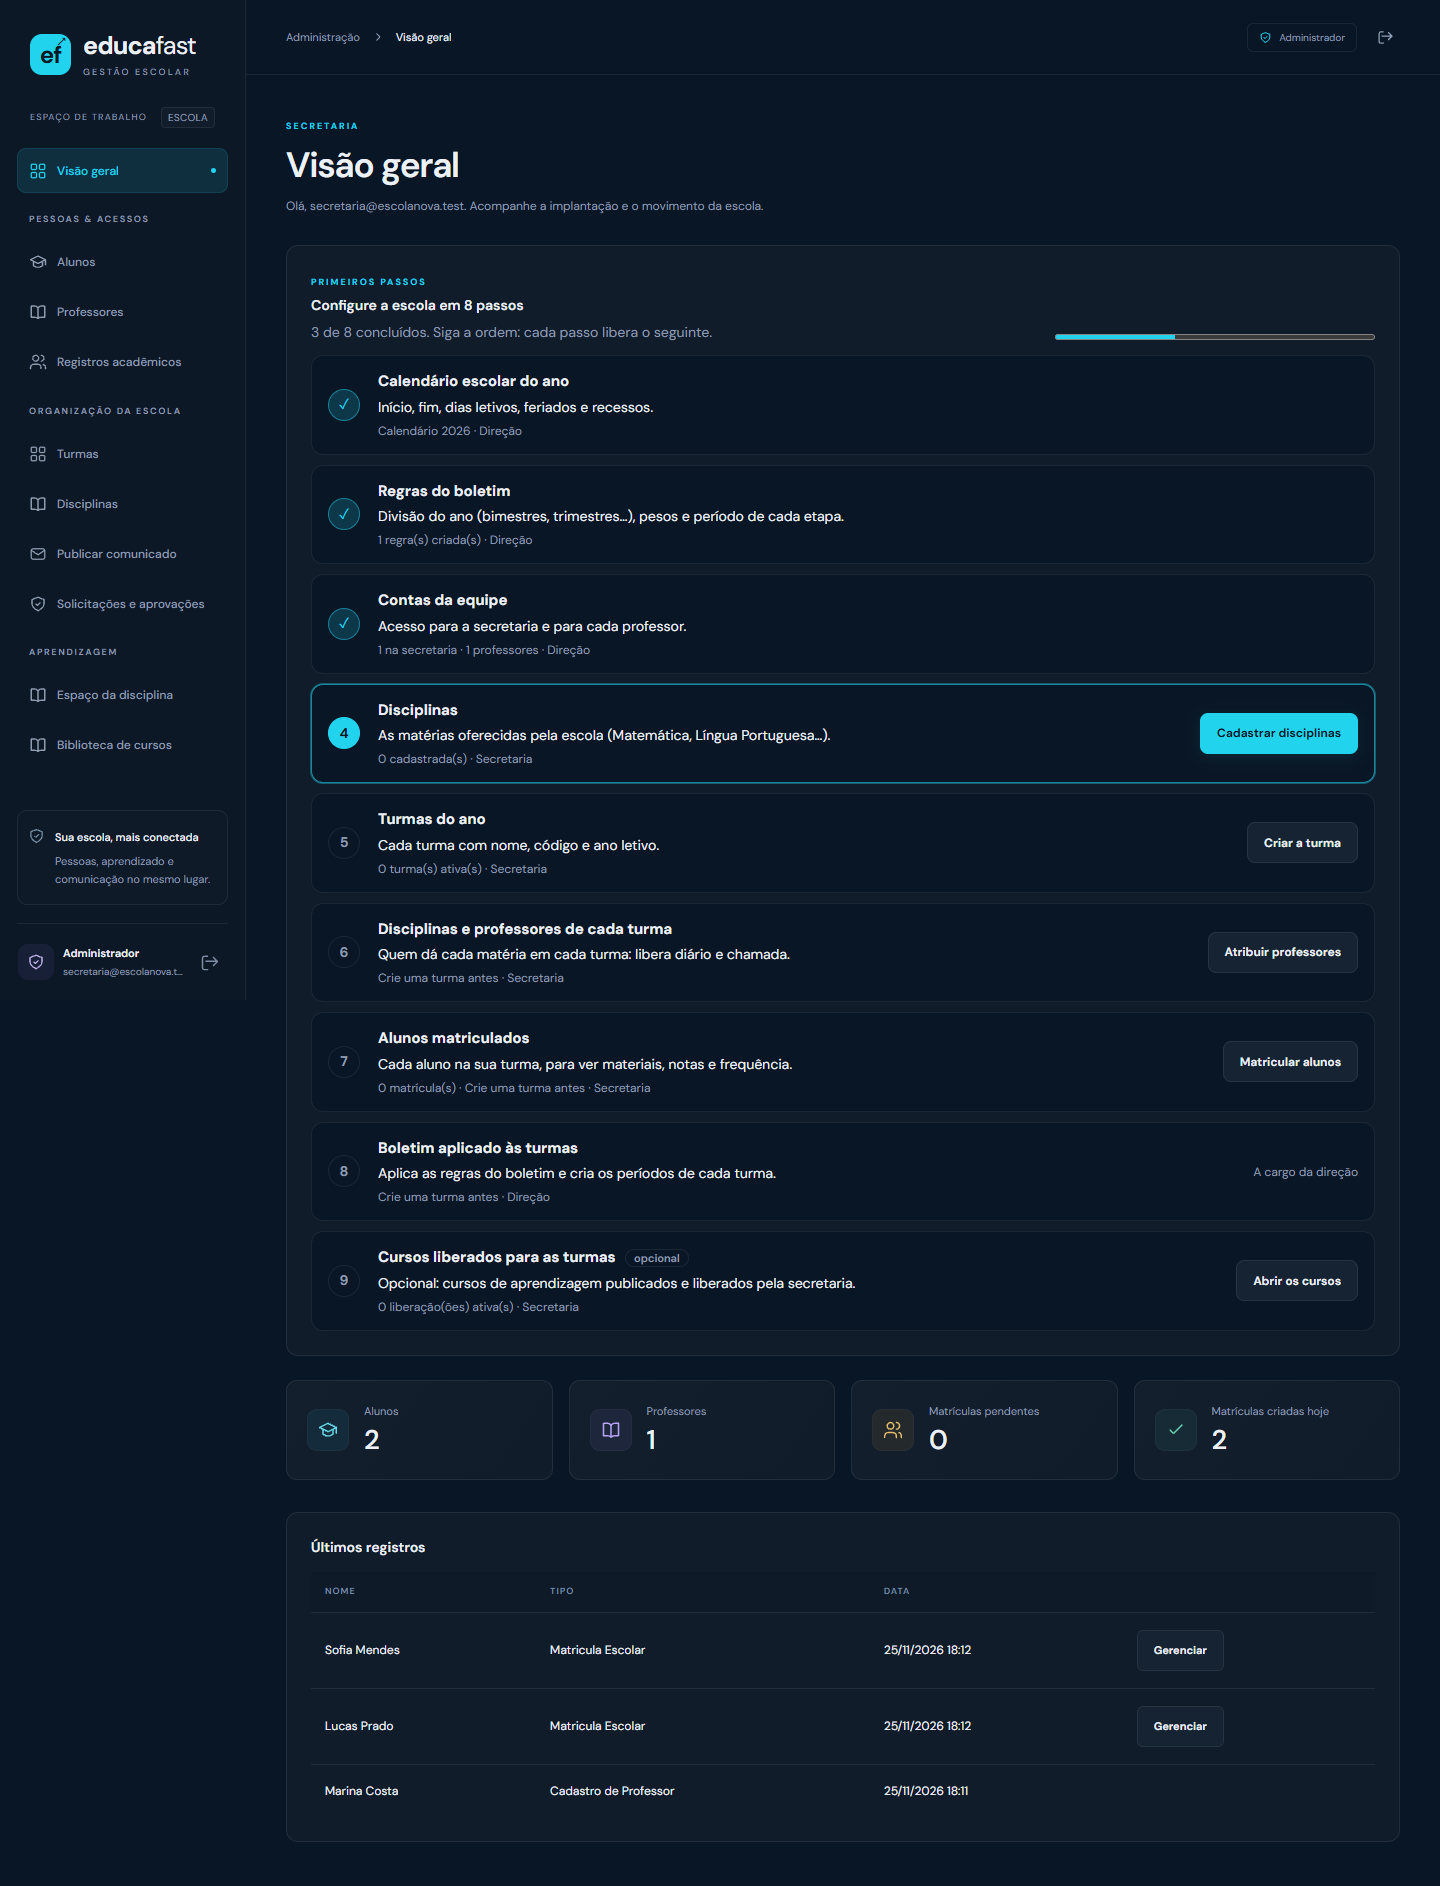 ef educafast
GESTÃO ESCOLAR
ESPAÇO DE TRABALHO ESCOLA
Visão geral
PESSOAS & ACESSOS
Alunos
Professores
Registros acadêmicos
ORGANIZAÇÃO DA ESCOLA
Turmas
Disciplinas
Publicar comunicado
Solicitações e aprovações
APRENDIZAGEM
Espaço da disciplina
Biblioteca de cursos
Sua escola, mais conectada
Pessoas, aprendizado e
comunicação no mesmo lugar.
Administrador
secretaria@escolanova.t...
Administração > Visão geral
Administrador
SECRETARIA
Visão geral
Olá, secretaria@escolanova.test. Acompanhe a implantação e o movimento da escola.
PRIMEIROS PASSOS
Configure a escola em 8 passos
3 de 8 concluídos. Siga a ordem: cada passo libera o seguinte.
✓
Calendário escolar do ano
Início, fim, dias letivos, feriados e recessos.
Calendário 2026 · Direção
✓
Regras do boletim
Divisão do ano (bimestres, trimestres...), pesos e período de cada etapa.
1 regra(s) criada(s) · Direção
✓
Contas da equipe
Acesso para a secretaria e para cada professor.
1 na secretaria · 1 professores · Direção
4
Disciplinas
As matérias oferecidas pela escola (Matemática, Língua Portuguesa...).
0 cadastrada(s) · Secretaria
Cadastrar disciplinas
5
Turmas do ano
Cada turma com nome, código e ano letivo.
0 turma(s) ativa(s) · Secretaria
Criar a turma
6
Disciplinas e professores de cada turma
Quem dá cada matéria em cada turma: libera diário e chamada.
Crie uma turma antes · Secretaria
Atribuir professores
7
Alunos matriculados
Cada aluno na sua turma, para ver materiais, notas e frequência.
0 matrícula(s) · Crie uma turma antes · Secretaria
Matricular alunos
8
Boletim aplicado às turmas
Aplica as regras do boletim e cria os períodos de cada turma.
Crie uma turma antes · Direção
A cargo da direção
9
Cursos liberados para as turmas opcional
Opcional: cursos de aprendizagem publicados e liberados pela secretaria.
0 liberação(ões) ativa(s) · Secretaria
Abrir os cursos
Alunos
2
Professores
1
Matrículas pendentes
0
Matrículas criadas hoje
2
Últimos registros
NOME TIPO DATA
Sofia Mendes Matricula Escolar 25/11/2026 18:12 Gerenciar
Lucas Prado Matricula Escolar 25/11/2026 18:12 Gerenciar
Marina Costa Cadastro de Professor 25/11/2026 18:11